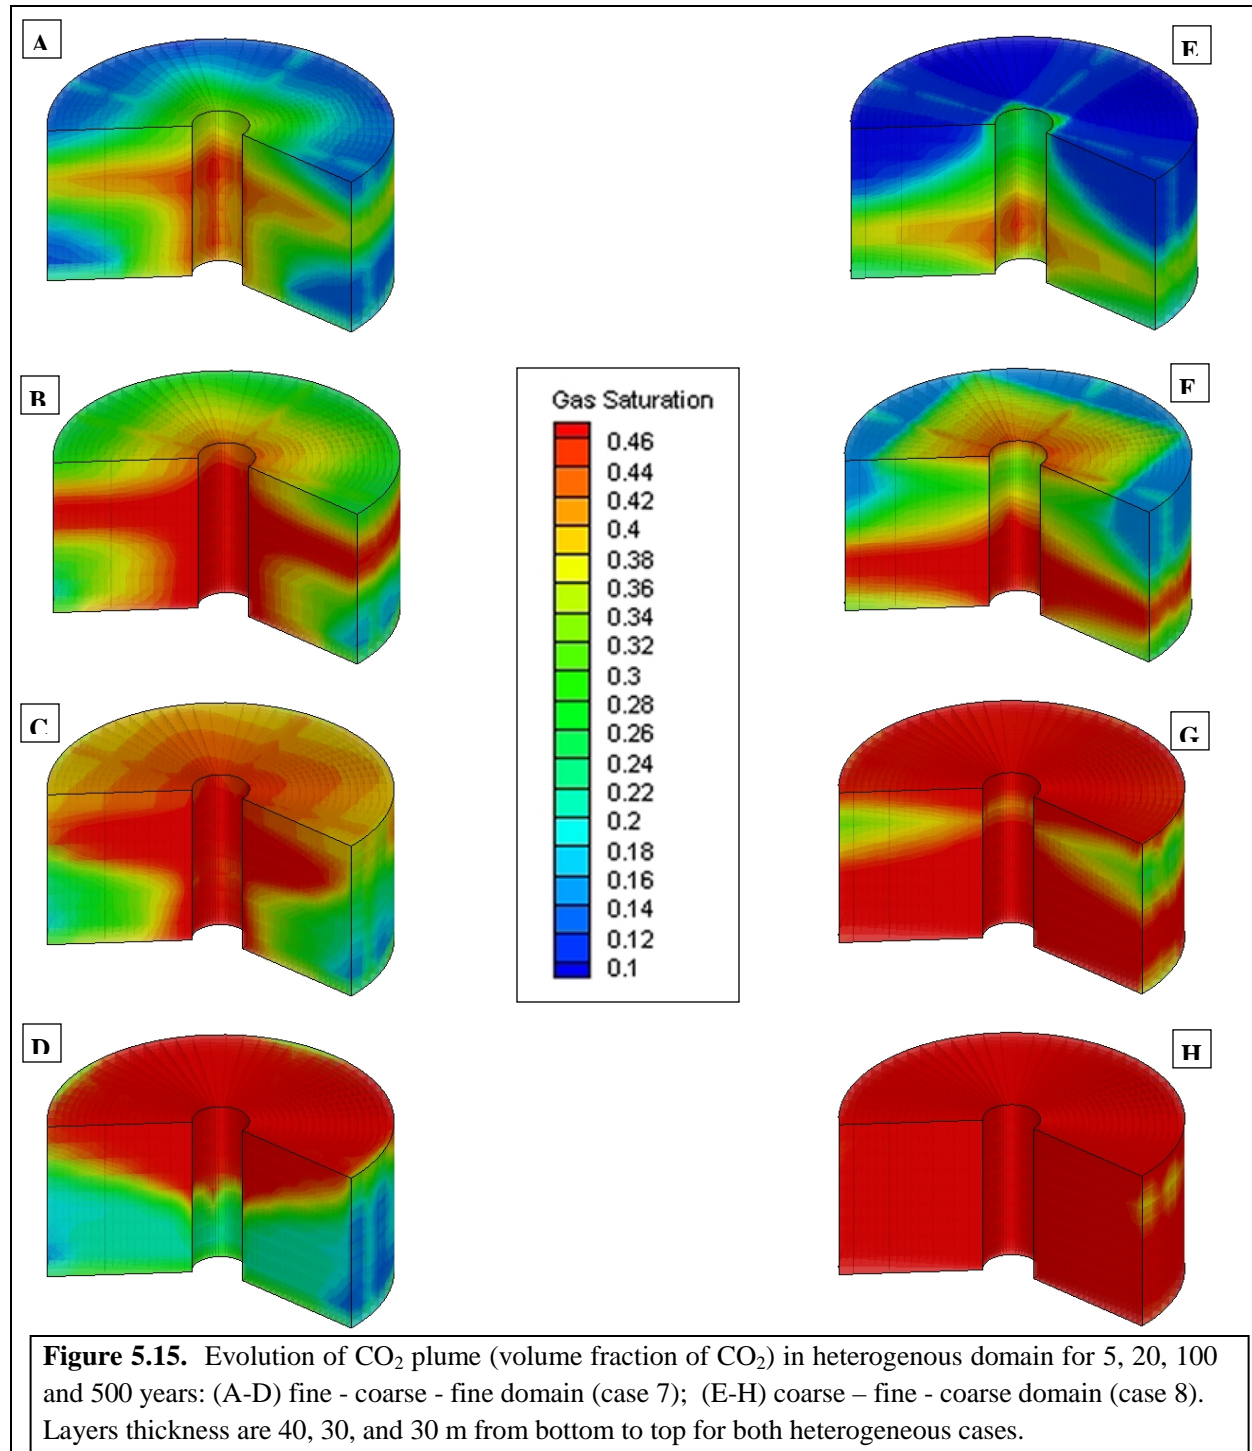 A
E
B
F
Gas Saturation
0.46
0.44
0.42
0.4
0.38
0.36
0.34
0.32
0.3
0.28
0.26
0.24
0.22
0.2
0.18
0.16
0.14
0.12
0.1
C
G
D
H
Figure 5.15. Evolution of CO2 plume (volume fraction of CO2) in heterogenous domain for 5, 20, 100
and 500 years: (A-D) fine - coarse - fine domain (case 7); (E-H) coarse – fine - coarse domain (case 8).
Layers thickness are 40, 30, and 30 m from bottom to top for both heterogeneous cases.